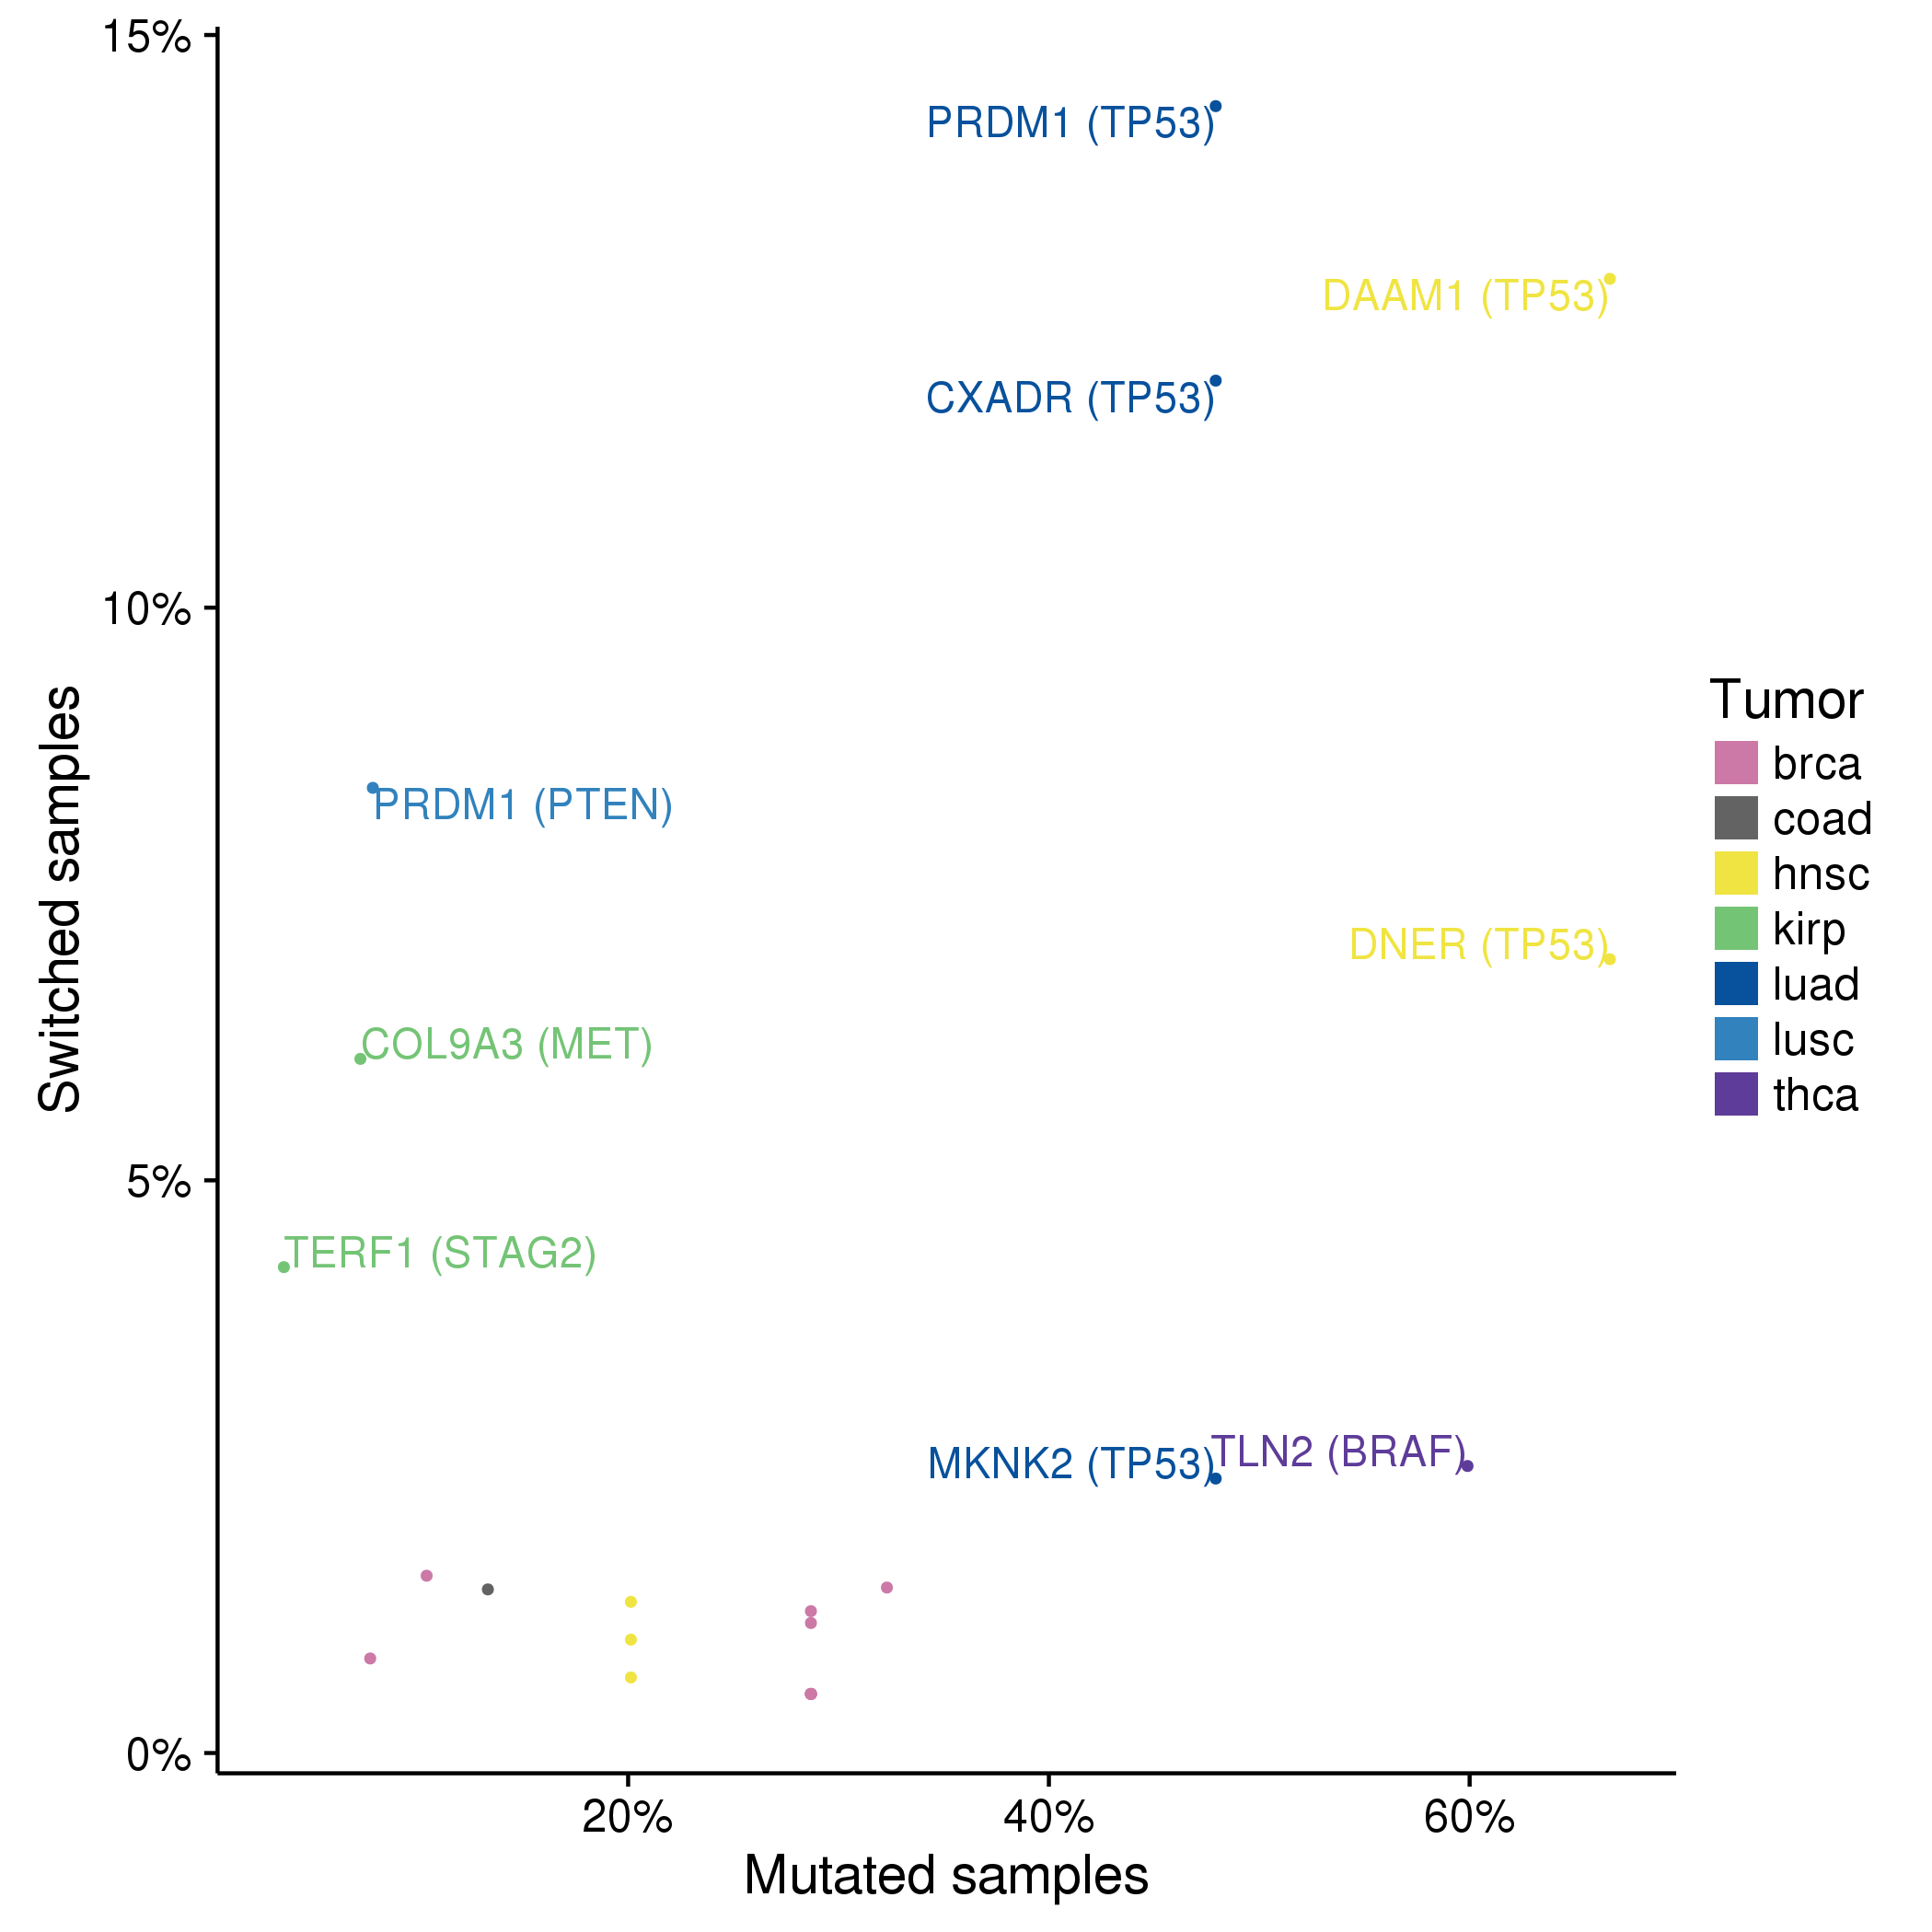 15%
PRDM1 (TP53)
DAAM1 (TP53)
CXADR (TP53)
10%
PRDM1 (PTEN)
DNER (TP53)
COL9A3 (MET)
5%
TERF1 (STAG2)
MKNK2 (TP53)
TLN2 (BRAF)
0%
20%
40%
60%
Mutated samples
Switched samples
Tumor
brca
coad
hnsc
kirp
luad
lusc
thca